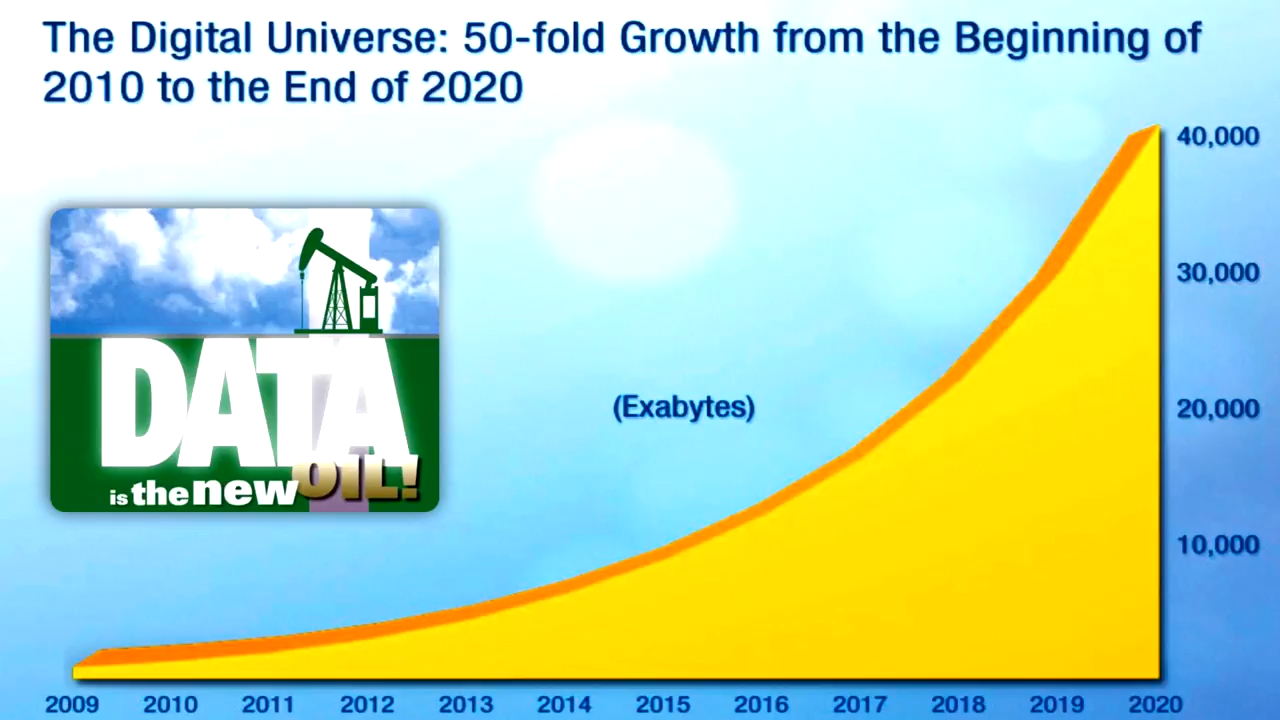 The Digital Universe: 50-fold Growth from the Beginning of
2010 to the End of 2020
40,000
30,000
(Exabytes)
20,000
DATA
is the new OIL!
10,000
2009 2010 2011 2012 2013 2014 2015 2016 2017 2018 2019 2020